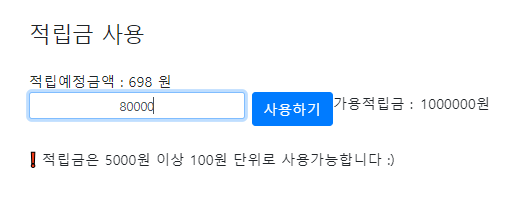 적립금 사용
적립예정금액 : 698 원
80000 사용하기 가용적립금 : 1000000원
❗ 적립금은 5000원 이상 100원 단위로 사용가능합니다 :)